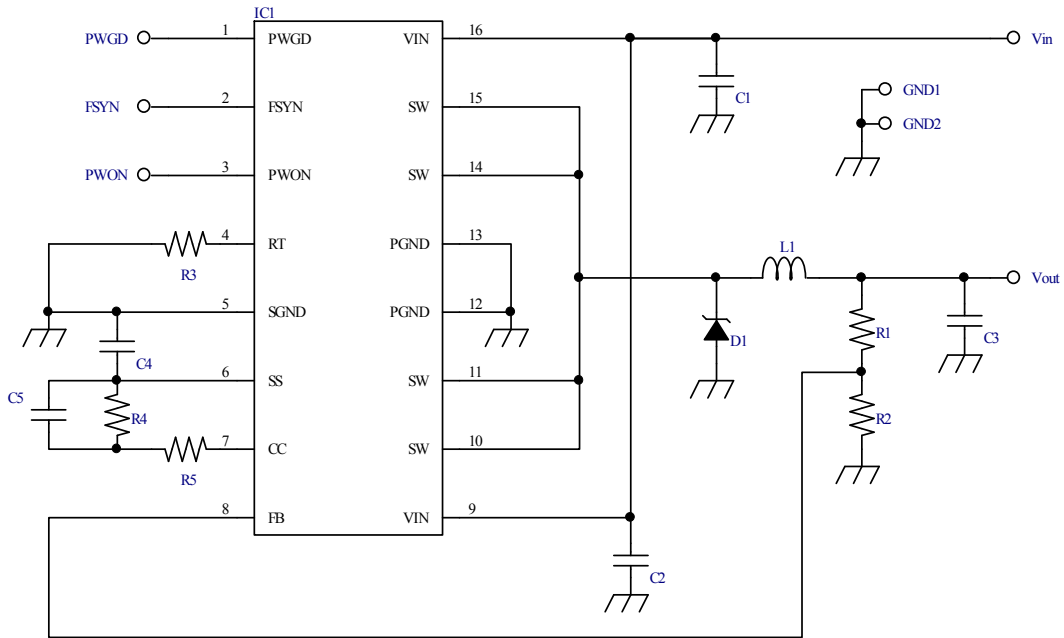 IC1
PWGD 1 PWGD VIN 16 Vin
C1
FSYN 2 FSYN SW 15 GND1
GND2
PWON 3 PWON SW 14
4 RT PGND 13 L1
R3 Vout
5 SGND PGND 12 R1
C4 D1 C3
6 SS SW 11
C5 R4 R2
7 CC SW 10
R5
8 FB VIN 9
C2